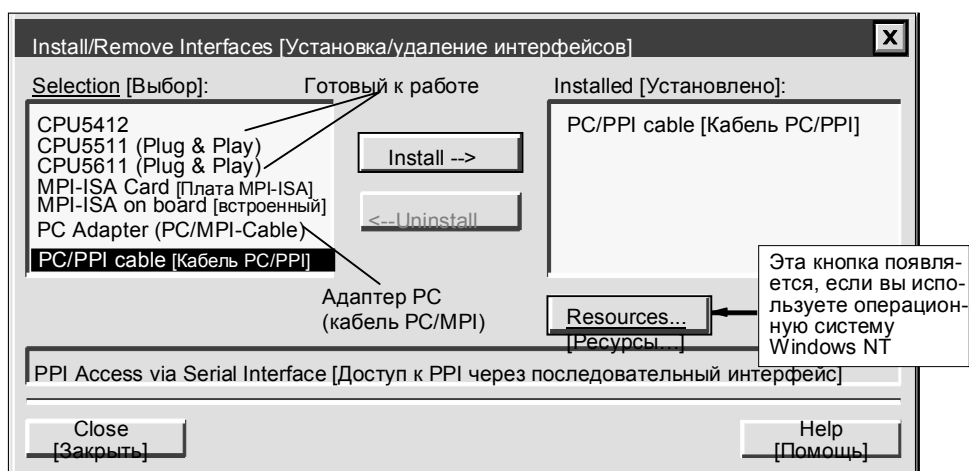 Install/Remove Interfaces [Установка/удаление интерфейсов]
X
Selection [Выбор]:
Готовый к работе
Installed [Установлено]:
CPU5412
CPU5511 (Plug & Play)
CPU5611 (Plug & Play)
MPI-ISA Card [Плата MPI-ISA]
MPI-ISA on board [встроенный]
PC Adapter (PC/MPI-Cable)
PC/PPI cable [Кабель PC/PPI]
Install -->
<--Uninstall
PC/PPI cable [Кабель PC/PPI]
Адаптер PC
(кабель PC/MPI)
Resources...
[Ресурсы...]
Эта кнопка появля-
ется, если вы испо-
льзуете операцион-
ную систему
Windows NT
PPI Access via Serial Interface [Доступ к PPI через последовательный интерфейс]
Close
[Закрыть]
Help
[Помощь]